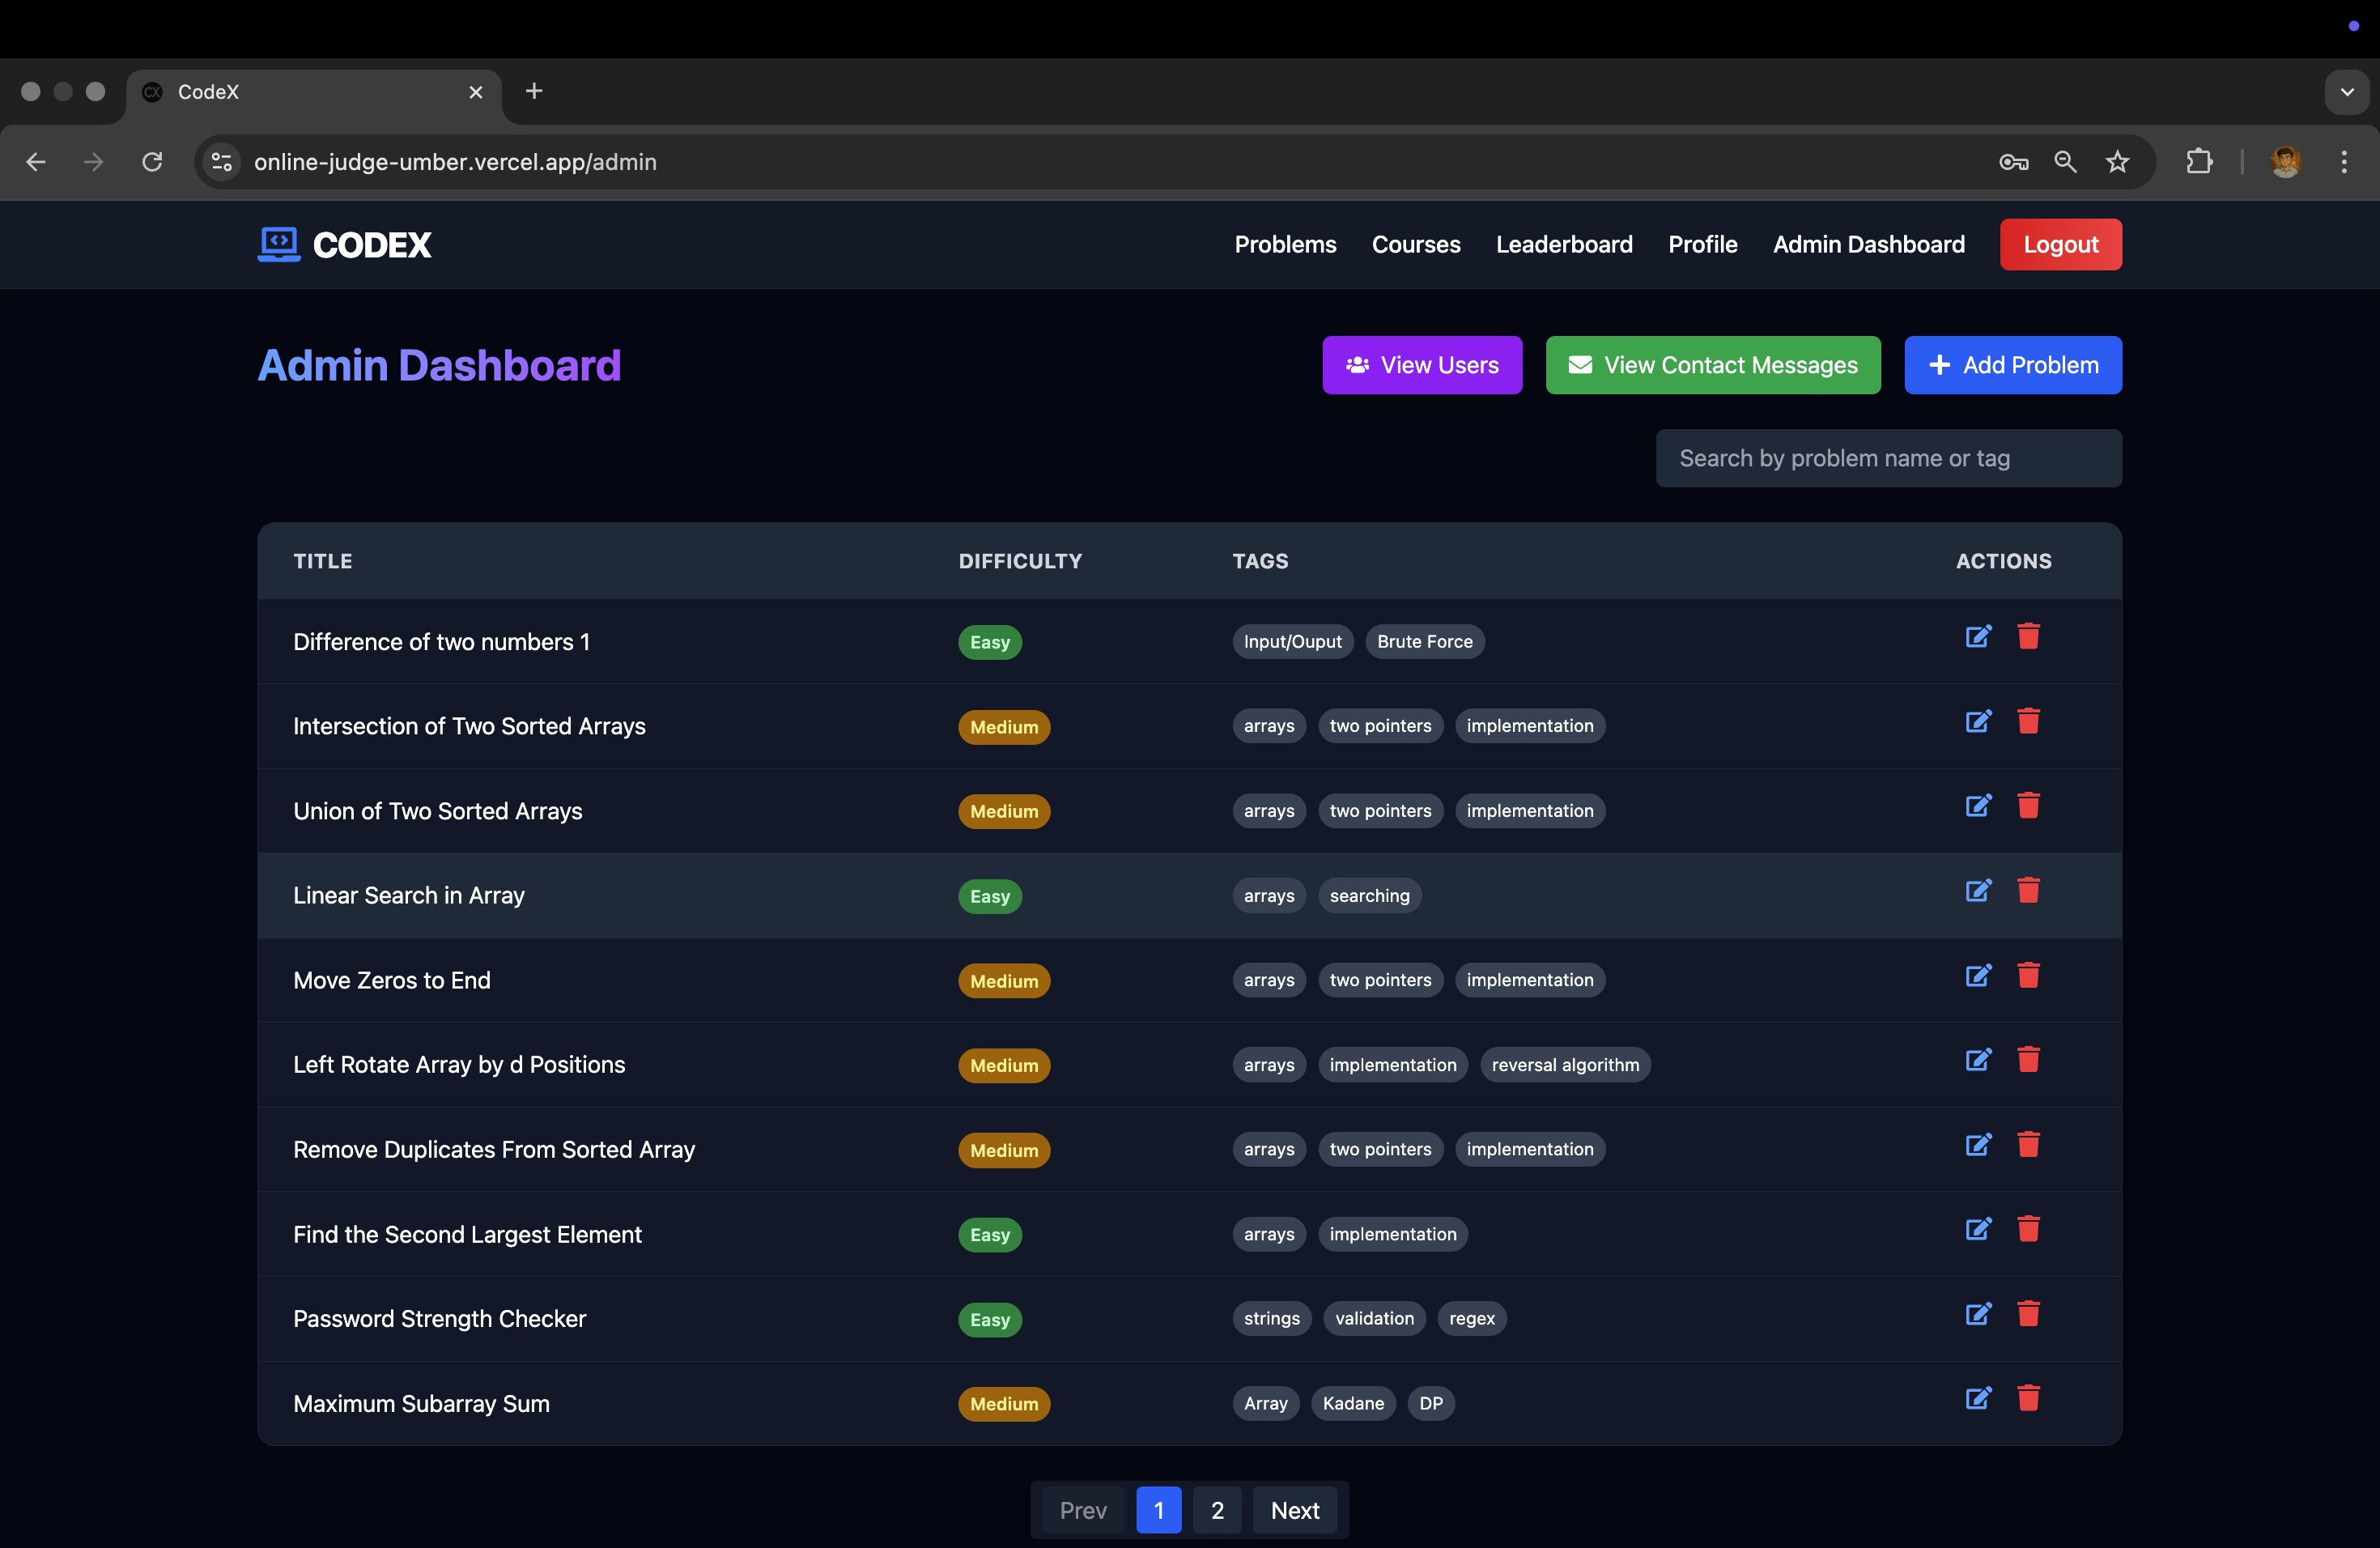 CodeX
online-judge-umber.vercel.app/admin
CODEX Problems Courses Leaderboard Profile Admin Dashboard Logout
Admin Dashboard View Users View Contact Messages Add Problem
Search by problem name or tag
TITLE DIFFICULTY TAGS ACTIONS
Difference of two numbers 1 Easy Input/Ouput Brute Force
Intersection of Two Sorted Arrays Medium arrays two pointers implementation
Union of Two Sorted Arrays Medium arrays two pointers implementation
Linear Search in Array Easy arrays searching
Move Zeros to End Medium arrays two pointers implementation
Left Rotate Array by d Positions Medium arrays implementation reversal algorithm
Remove Duplicates From Sorted Array Medium arrays two pointers implementation
Find the Second Largest Element Easy arrays implementation
Password Strength Checker Easy strings validation regex
Maximum Subarray Sum Medium Array Kadane DP
Prev 1 2 Next